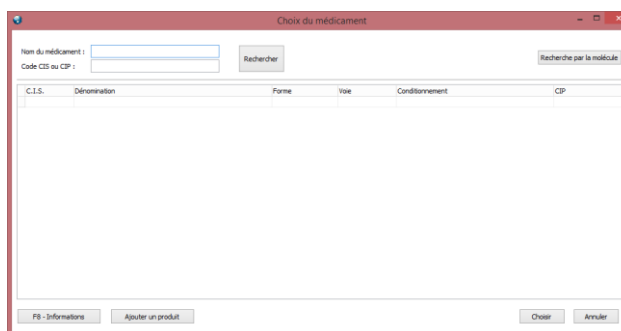 Choix du médicament
Nom du médicament :
Rechercher
Recherche par la molécule
Code CIS ou CIP :
C.I.S. Dénomination Forme Voie Conditionnement CIP
F8 - Informations Ajouter un produit Choisir Annuler